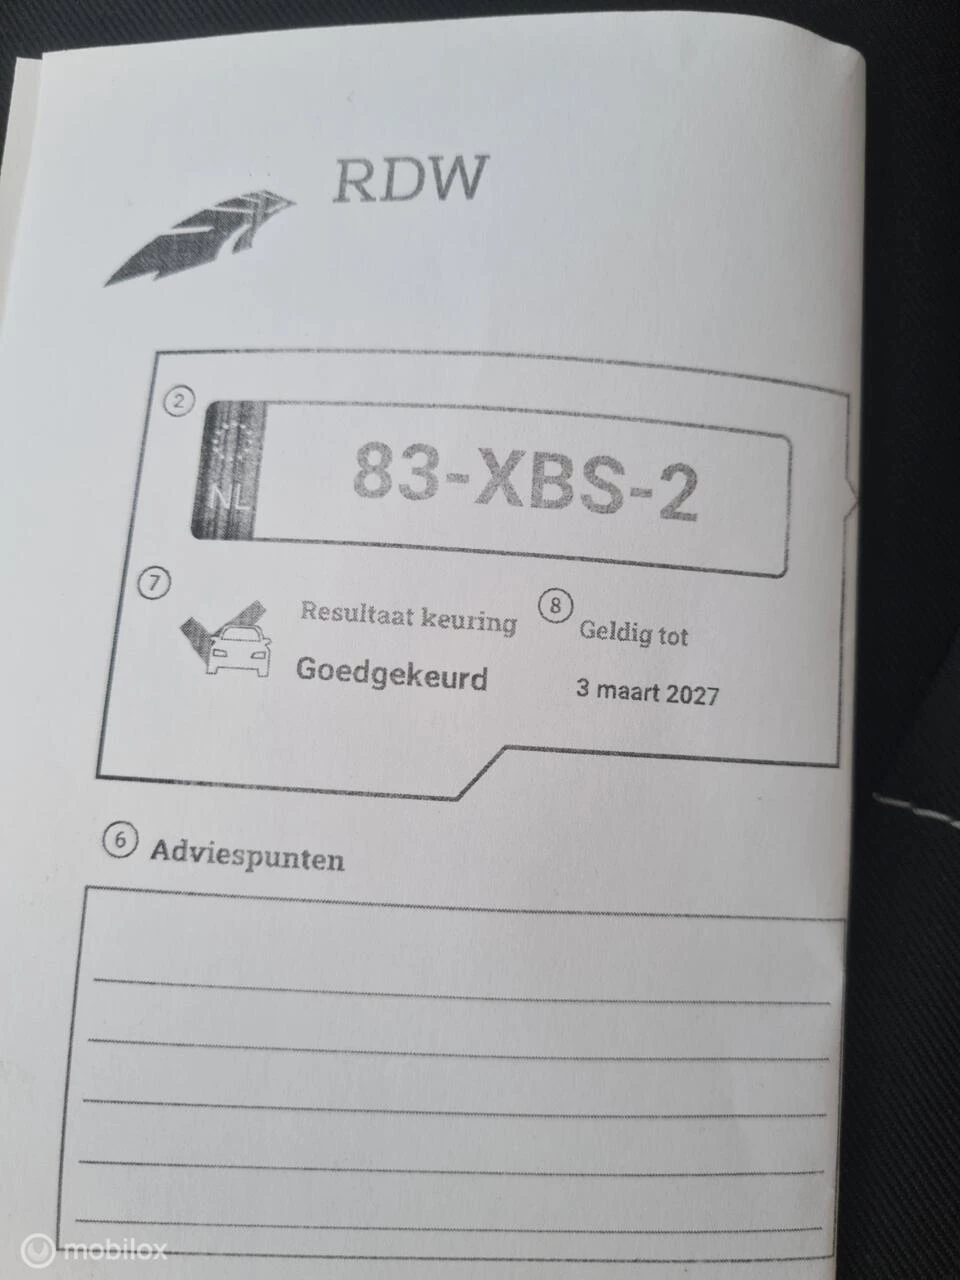 RDW
2
NL
83-XBS-2
7
Resultaat keuring
Goedgekeurd
8
Geldig tot
3 maart 2027
6
Adviespunten
mobilox